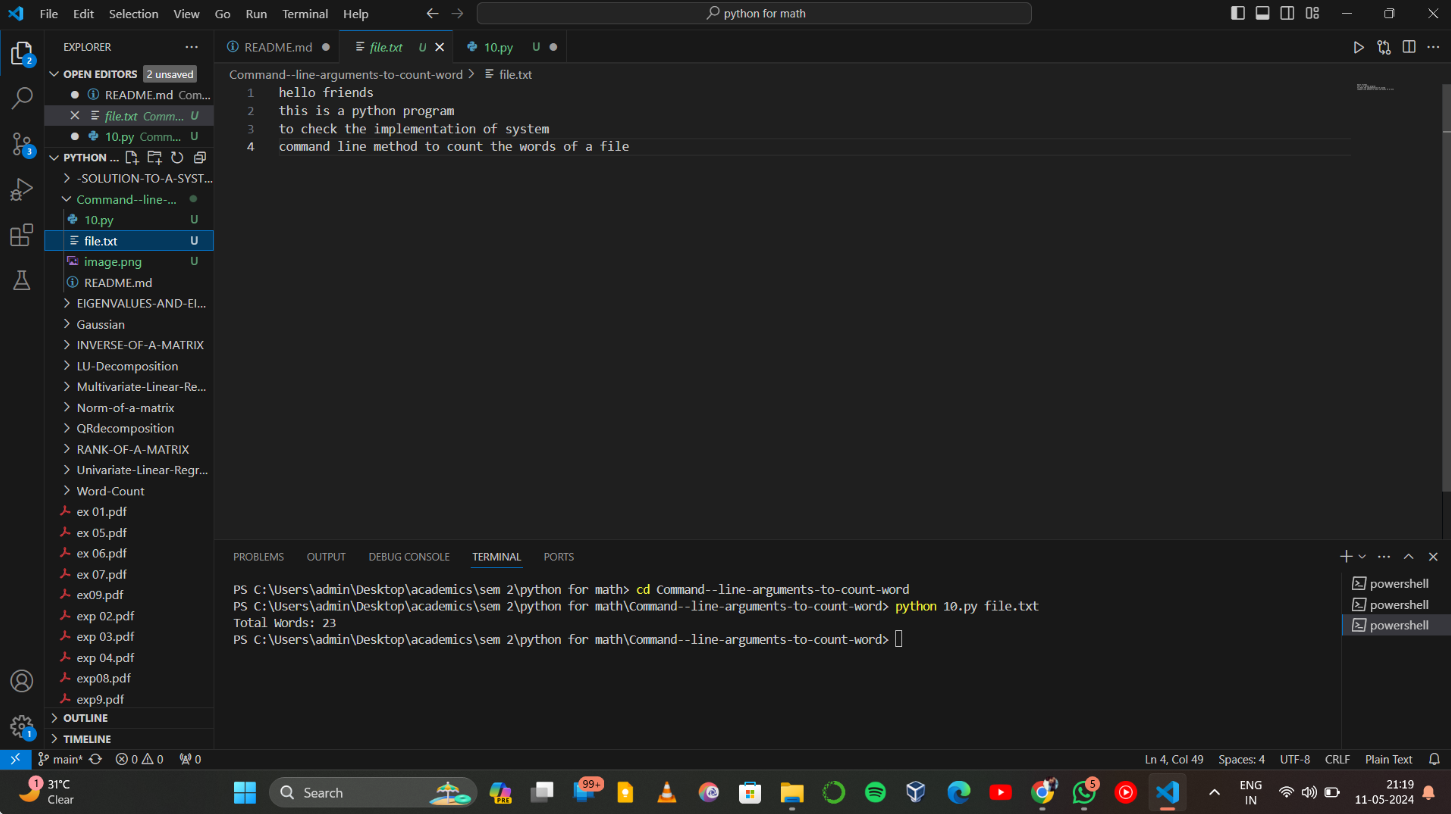 File Edit Selection View Go Run Terminal Help
python for math
EXPLORER
OPEN EDITORS 2 unsaved
README.md Com...
file.txt Comm... U
10.py Comm... U
PYTHON ...
-SOLUTION-TO-A-SYST...
Command--line-...
10.py U
file.txt U
image.png U
README.md
EIGENVALUES-AND-EI...
Gaussian
INVERSE-OF-A-MATRIX
LU-Decomposition
Multivariate-Linear-Re...
Norm-of-a-matrix
QRdecomposition
RANK-OF-A-MATRIX
Univariate-Linear-Regr...
Word-Count
ex 01.pdf
ex 05.pdf
ex 06.pdf
ex 07.pdf
ex09.pdf
exp 02.pdf
exp 03.pdf
exp 04.pdf
exp08.pdf
exp9.pdf
OUTLINE
TIMELINE
2
3
1
README.md file.txt U 10.py U
Command--line-arguments-to-count-word > file.txt
1 hello friends
2 this is a python program
3 to check the implementation of system
4 command line method to count the words of a file
PROBLEMS OUTPUT DEBUG CONSOLE TERMINAL PORTS
PS C:\Users\admin\Desktop\academics\sem 2\python for math> cd Command--line-arguments-to-count-word
PS C:\Users\admin\Desktop\academics\sem 2\python for math\Command--line-arguments-to-count-word> python 10.py file.txt
Total Words: 23
PS C:\Users\admin\Desktop\academics\sem 2\python for math\Command--line-arguments-to-count-word>
powershell
powershell
powershell
main* 0 0 0 Ln 4, Col 49 Spaces: 4 UTF-8 CRLF Plain Text
1 31°C
Clear
Search
PRE
99+
5
ENG
IN
21:19
11-05-2024